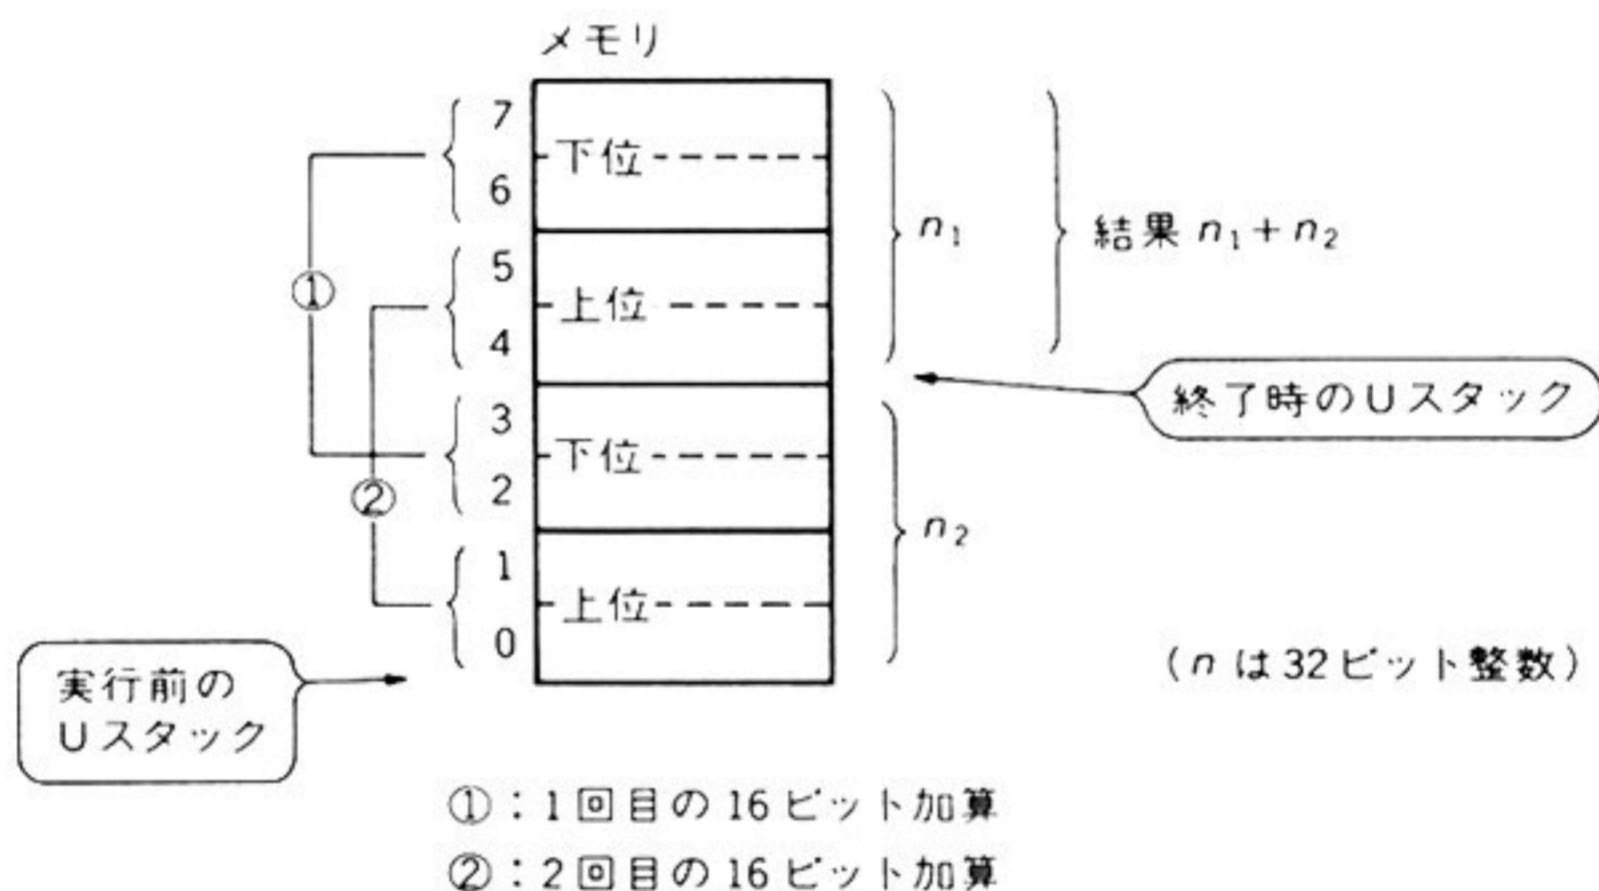 メモリ
7
下位
6
5
上位
4
3
下位
2
1
上位
0
①
②
n₁
結果 n₁+n₂
終了時のUスタック
n₂
実行前の
Uスタック
(nは32ビット整数)
①：1回目の16ビット加算
②：2回目の16ビット加算